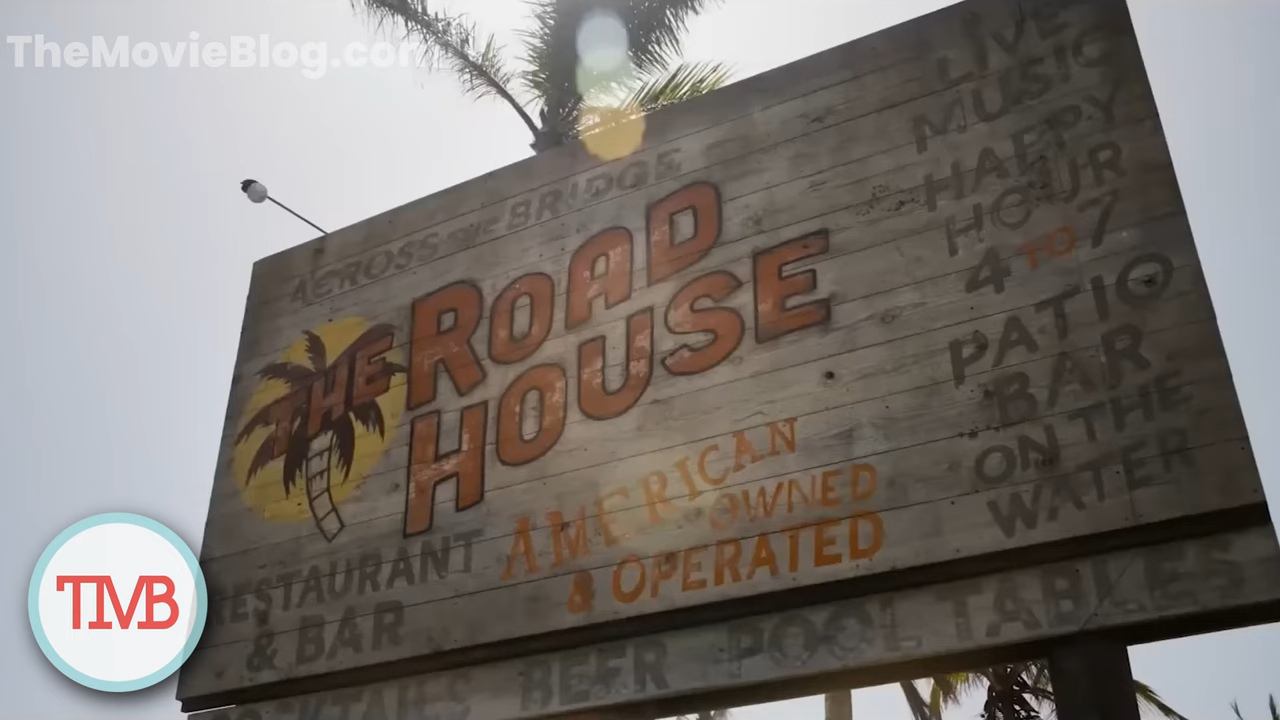 TheMovieBlog.com
ACROSS THE BRIDGE
THE ROAD
HOUSE
RESTAURANT
& BAR
AMERICAN
OWNED
& OPERATED
LIVE
MUSIC
HAPPY
HOUR
4 TO 7
PATIO
BAR
ON THE
WATER
COCKTAILS BEER POOL TABLES
TMB